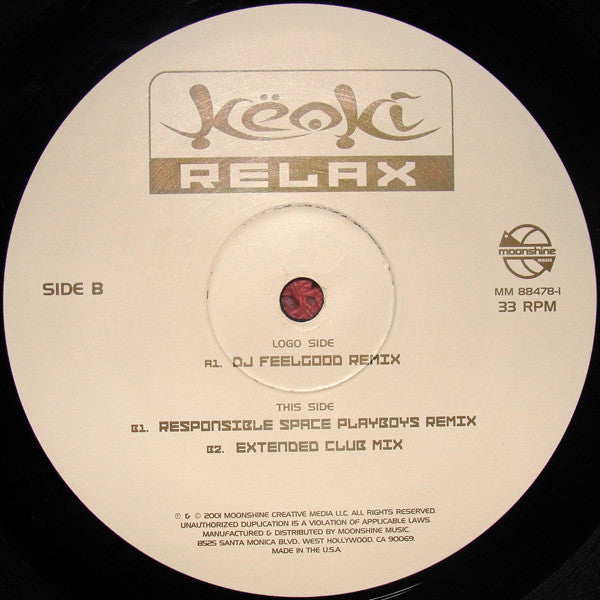 Këokî
RELAX
SIDE B
moonshine
music
MM 88478-1
33 RPM
LOGO SIDE
A1. DJ FEELGOOD REMIX
THIS SIDE
B1. RESPONSIBLE SPACE PLAYBOYS REMIX
B2. EXTENDED CLUB MIX
℗ & © 2001 MOONSHINE CREATIVE MEDIA LLC. ALL RIGHTS RESERVED.
UNAUTHORIZED DUPLICATION IS A VIOLATION OF APPLICABLE LAWS.
MANUFACTURED & DISTRIBUTED BY MOONSHINE MUSIC.
8525 SANTA MONICA BLVD. WEST HOLLYWOOD, CA 90069.
MADE IN THE U.S.A.